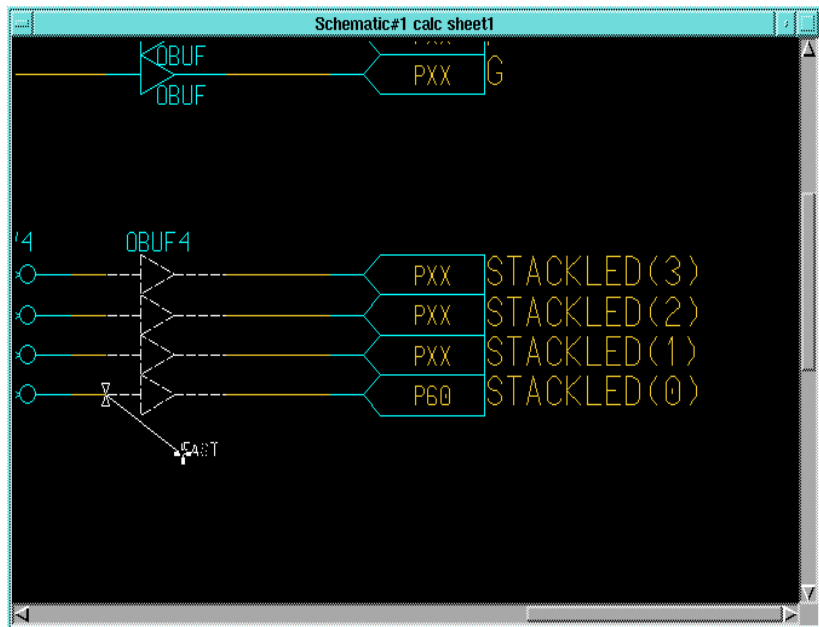 Schematic#1 calc sheet1
OBUF
PXX G
OBUF
'4 OBUF4
PXX STACKLED(3)
PXX STACKLED(2)
PXX STACKLED(1)
P60 STACKLED(0)
FAST